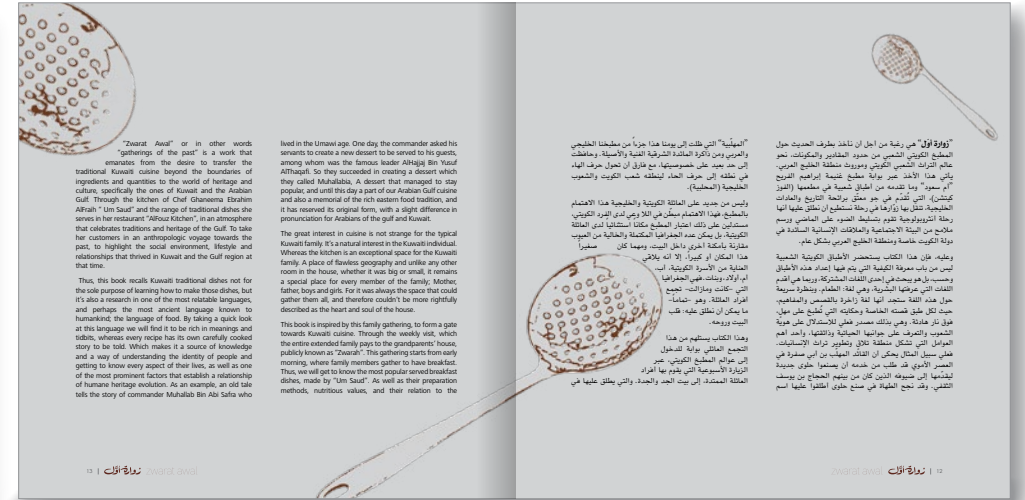 "Zwarat Awal" or in other words
"gatherings of the past" is a work that
emanates from the desire to transfer the
traditional Kuwaiti cuisine beyond the boundaries of
ingredients and quantities to the world of heritage and
culture, specifically the ones of Kuwait and the Arabian
Gulf. Through the kitchen of Chef Ghaneema Ebrahim
AlFraih " Um Saud" and the range of traditional dishes she
serves in her restaurant "AlFouz Kitchen", in an atmosphere
that celebrates traditions and heritage of the Gulf. To take
her customers in an anthropologic voyage towards the
past, to highlight the social environment, lifestyle and
relationships that thrived in Kuwait and the Gulf region at
that time.
Thus, this book recalls Kuwaiti traditional dishes not for
the sole purpose of learning how to make those dishes, but
it's also a research in one of the most relatable languages,
and perhaps the most ancient language known to
humankind; the language of food. By taking a quick look
at this language we will find it to be rich in meanings and
tidbits, whereas every recipe has its own carefully cooked
story to be told. Which makes it a source of knowledge
and a way of understanding the identity of people and
getting to know every aspect of their lives, as well as one
of the most prominent factors that establish a relationship
of humane heritage evolution. As an example, an old tale
tells the story of commander Muhallab Bin Abi Safra who
lived in the Umawi age. One day, the commander asked his
servants to create a new dessert to be served to his guests,
among whom was the famous leader AlHajjaj Bin Yusuf
AlThaqafi. So they succeeded in creating a dessert which
they called Muhallabia, A dessert that managed to stay
popular, and until this day a part of our Arabian Gulf cuisine
and also a memorial of the rich eastern food tradition, and
it has reserved its original form, with a slight difference in
pronunciation for Arabians of the gulf and Kuwait.
The great interest in cuisine is not strange for the typical
Kuwaiti family. It's a natural interest in the Kuwaiti individual.
Whereas the kitchen is an exceptional space for the Kuwaiti
family. A place of flawless geography and unlike any other
room in the house, whether it was big or small, it remains
a special place for every member of the family; Mother,
father, boys and girls. For it was always the space that could
gather them all, and therefore couldn't be more rightfully
described as the heart and soul of the house.
This book is inspired by this family gathering, to form a gate
towards Kuwaiti cuisine. Through the weekly visit, which
the entire extended family pays to the grandparents' house,
publicly known as "Zwarah". This gathering starts from early
morning, where family members gather to have breakfast.
Thus, we will get to know the most popular served breakfast
dishes, made by "Um Saud". As well as their preparation
methods, nutritious values, and their relation to the
13 | زوارة أوّل zwarat awal
"زوارة أوّل" هي رغبة من أجل أن نأخذ بطرف الحديث حول
المطبخ الكويتي الشعبي من حدود المقادير والمكونات، نحو
عالم التراث الشعبي الكويتي وموروث منطقة الخليج العربي.
يأتي هذا الأخذ عبر بوابة مطبخ غنيمة إبراهيم الفريح
"أم سعود" وما تقدمه من أطباق شعبية في مطعمها (الفوز
كيتشن)، التي تُقدّم في جو معتّق برائحة التاريخ والعادات
الخليجية، تنقل بها زوّارها في رحلة نستطيع أن نطلق عليها أنها
رحلة أنثروبولوجية تقوم بتسليط الضوء على الماضي ورسم
ملامح من البيئة الاجتماعية والعلاقات الإنسانية السائدة في
دولة الكويت خاصة ومنطقة الخليج العربي بشكل عام.
وعليه، فإن هذا الكتاب يستحضر الأطباق الكويتية الشعبية
ليس من باب معرفة الكيفية التي يتم فيها إعداد هذه الأطباق
وحسب، بل هو يبحث في إحدى اللغات المشتركة، وربما هي أقدم
اللغات التي عرفتها البشرية، وهي لغة: الطعام. وبنظرة سريعة
حول هذه اللغة ستجد أنها لغة زاخرة بالقصص والمفاهيم،
حيث لكل طبق قصته الخاصة وحكايته التي تُطبخ على مهل،
فوق نار هادئة. وهي بذلك مصدر فعلي للاستدلال على هوية
الشعوب والتعرف على جوانبها الحياتية وذائقتها، وأحد أهم
العوامل التي تشكل منطقة تلاق وتطوير تراث الإنسانيات.
فعلى سبيل المثال يحكى أن القائد المهلّب بن أبي صفرة في
العصر الأموي قد طلب من خدمه أن يصنعوا حلوى جديدة
ليقدّمها إلى ضيوفه الذين كان من بينهم الحجاج بن يوسف
الثقفي. وقد نجح الطهاة في صنع حلوى أطلقوا عليها اسم
"المهلّبية" التي ظلت إلى يومنا هذا جزءاً من مطبخنا الخليجي
والعربي ومن ذاكرة المائدة الشرقية الغنية والأصيلة. وحافظت
إلى حد بعيد على خصوصيتها، مع فارق أن تحول حرف الهاء
في نطقه إلى حرف الحاء لينطقه شعب الكويت والشعوب
الخليجية (المحلبية).
وليس من جديد على العائلة الكويتية والخليجية هذا الاهتمام
بالمطبخ، فهذا الاهتمام مبطّن في اللا وعي لدى الفرد الكويتي،
مستدلين على ذلك اعتبار المطبخ مكانا استثنائيا لدى العائلة
الكويتية، بل يمكن عده الجغرافيا المكتملة والخالية من العيوب
مقارنة بأمكنة أخرى داخل البيت، ومهما كان صغيراً
هذا المكان أو كبيراً، إلا أنه يلاقي
العناية من الأسرة الكويتية، أب،
أم، أولاد، وبنات. فهي الجغرافيا
التي -كانت ومازالت- تجمع
أفراد العائلة، وهو -تماماً-
ما يمكن أن نطلق عليه: قلب
البيت وروحه.
وهذا الكتاب يستلهم من هذا
التجمع العائلي بوابة للدخول
إلى عوالم المطبخ الكويتي، عبر
الزيارة الأسبوعية التي يقوم بها أفراد
العائلة الممتدة، إلى بيت الجد والجدة، والتي يطلق عليها في
zwarat awal زوارة أوّل | 12